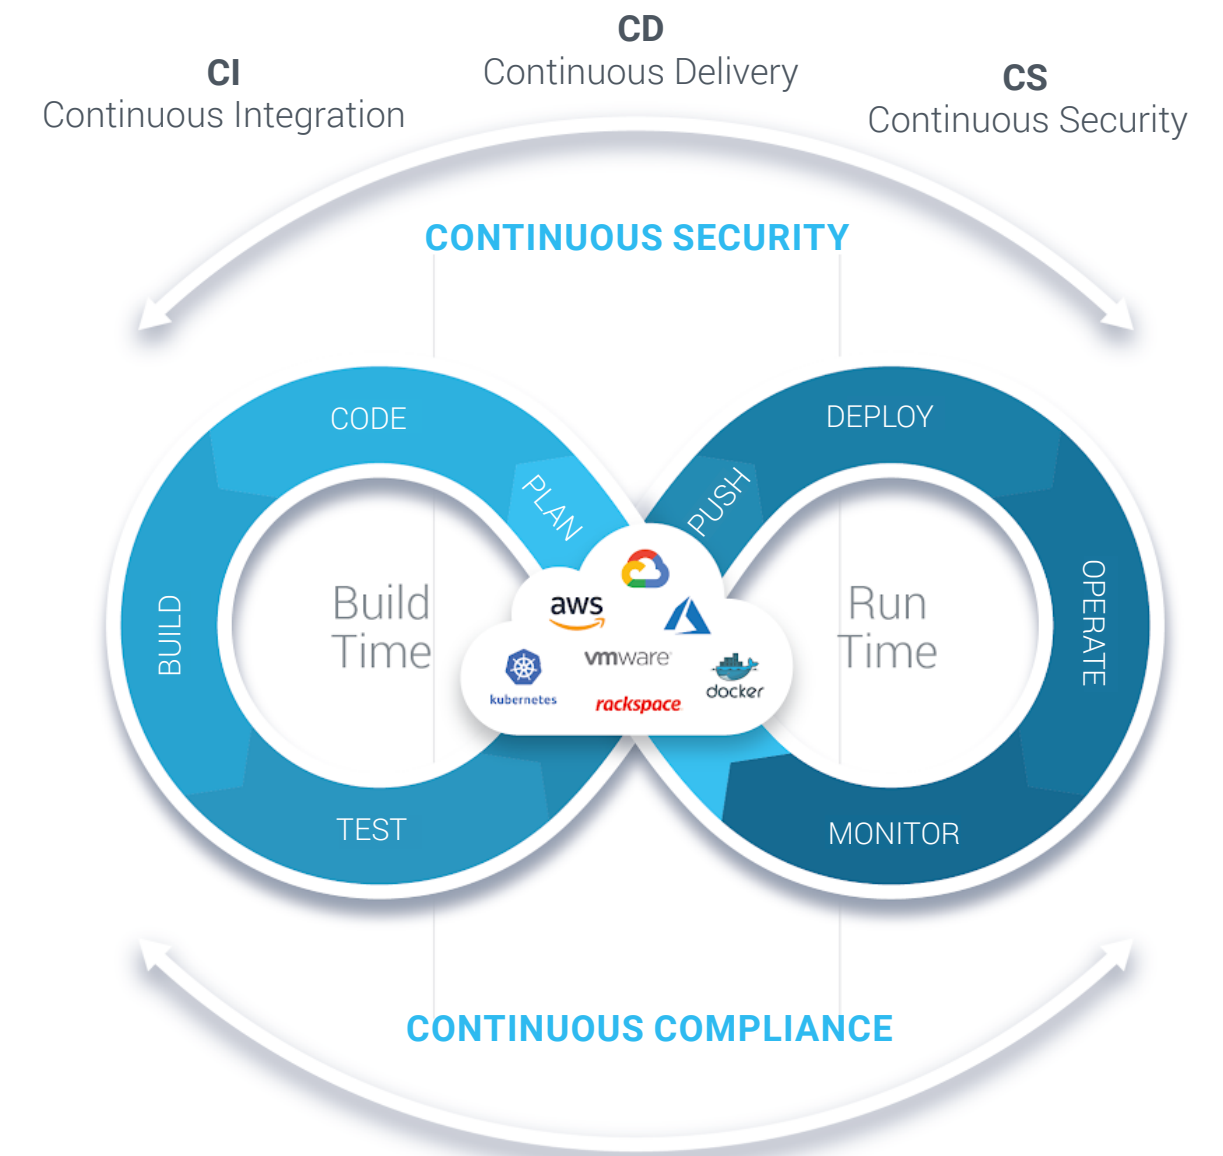 CD
Continuous Delivery
CI
Continuous Integration
CS
Continuous Security
CONTINUOUS SECURITY
CODE
PLAN
BUILD
TEST
Build
Time
PUSH
DEPLOY
OPERATE
MONITOR
Run
Time
aws
vmware
kubernetes
rackspace
docker
CONTINUOUS COMPLIANCE